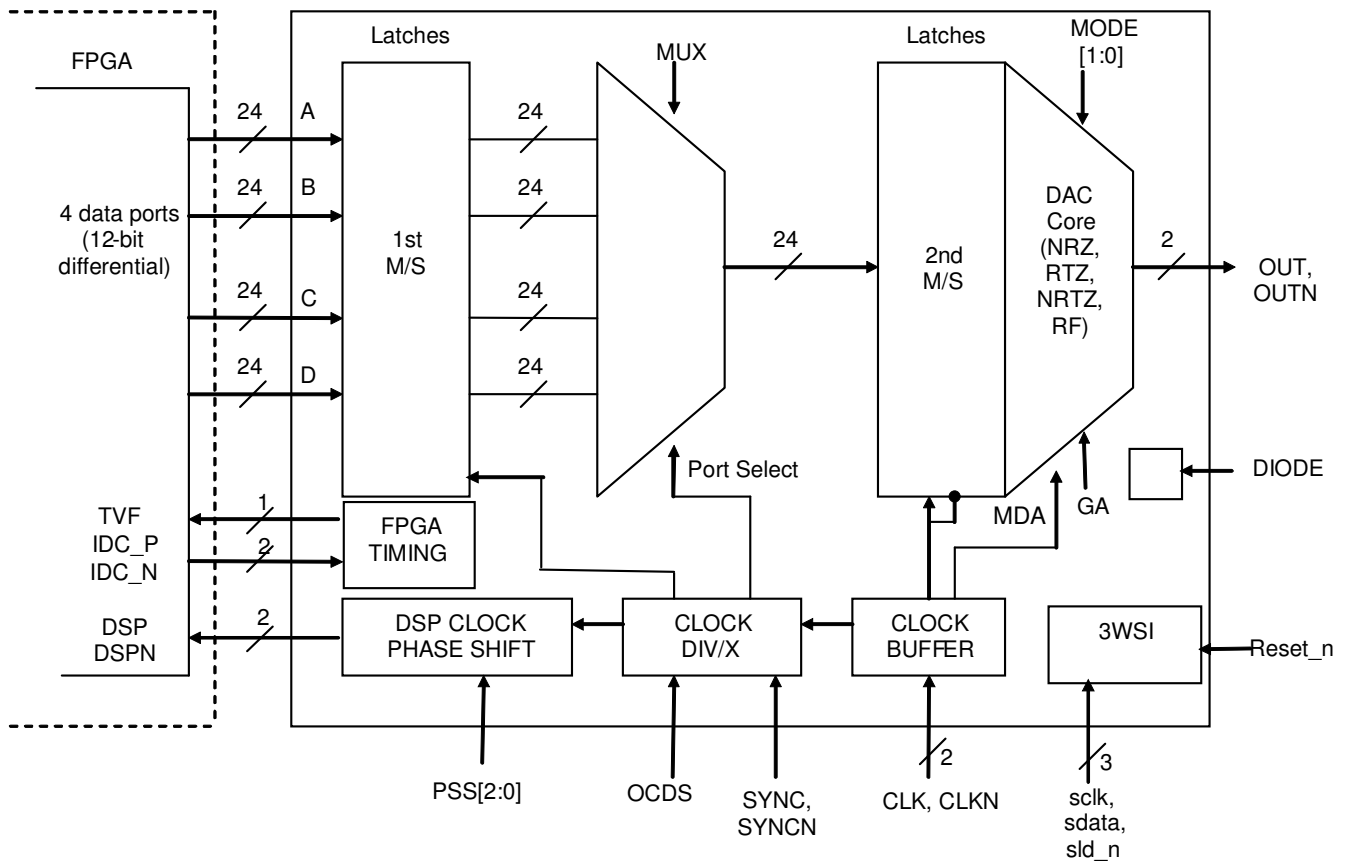 Latches
Latches
MODE
[1:0]
FPGA
MUX
24
A
24
24
B
24
4 data ports
(12-bit
differential)
1st
M/S
24
2nd
M/S
DAC
Core
(NRZ,
RTZ,
NRTZ,
RF)
2
OUT,
OUTN
24
C
24
24
D
24
Port Select
DIODE
GA
MDA
TVF
1
IDC_P
IDC_N
2
FPGA
TIMING
DSP
DSPN
2
DSP CLOCK
PHASE SHIFT
CLOCK
DIV/X
CLOCK
BUFFER
3WSI
Reset_n
2
3
PSS[2:0]
OCDS
SYNC,
SYNCN
CLK, CLKN
sclk,
sdata,
sld_n